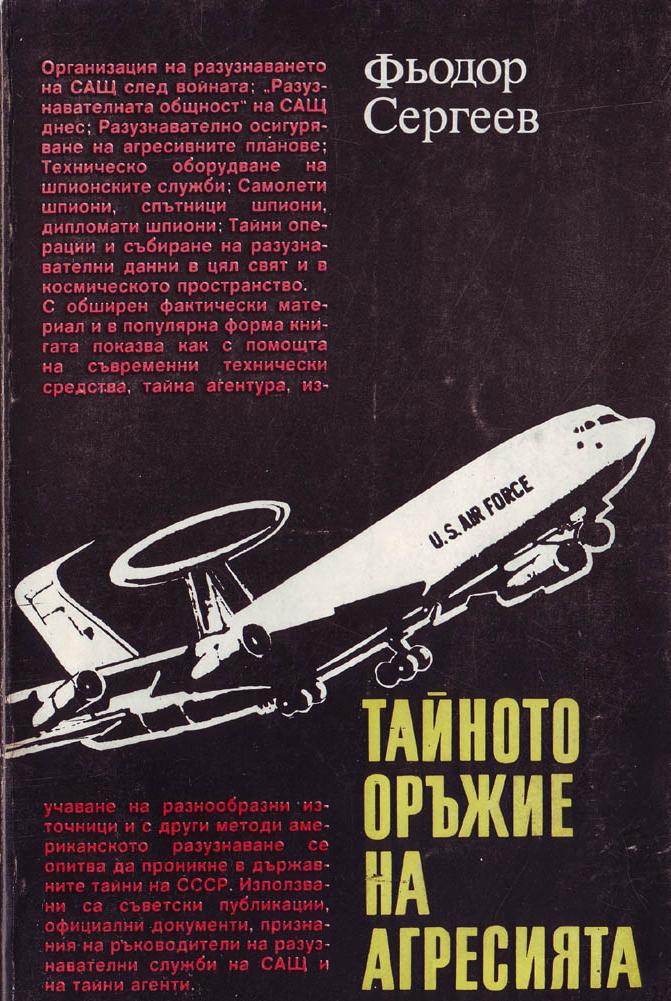 Организация на разузнаването
на САЩ след войната; „Разуз-
навателната общност“ на САЩ
днес; Разузнавателно осигуря-
ване на агресивните планове;
Техническо оборудване на
шпионските служби; Самолети
шпиони, спътници шпиони,
дипломати шпиони; Тайни опе-
рации и събиране на разузна-
вателни данни в цял свят и в
космическото пространство.
С обширен фактически мате-
риал и в популярна форма кни-
гата показва как с помощта
на съвременни технически
средства, тайна агентура, из-
Фьодор
Сергеев
U.S. AIR FORCE
ТАЙНОТО
ОРЪЖИЕ
НА
АГРЕСИЯТА
учаване на разнообразни из-
точници и с други методи аме-
риканското разузнаване се
опитва да проникне в държав-
ните тайни на СССР. Използва-
ни са съветски публикации,
официални документи, призна-
ния на ръководители на разуз-
навателни служби на САЩ и
на тайни агенти.